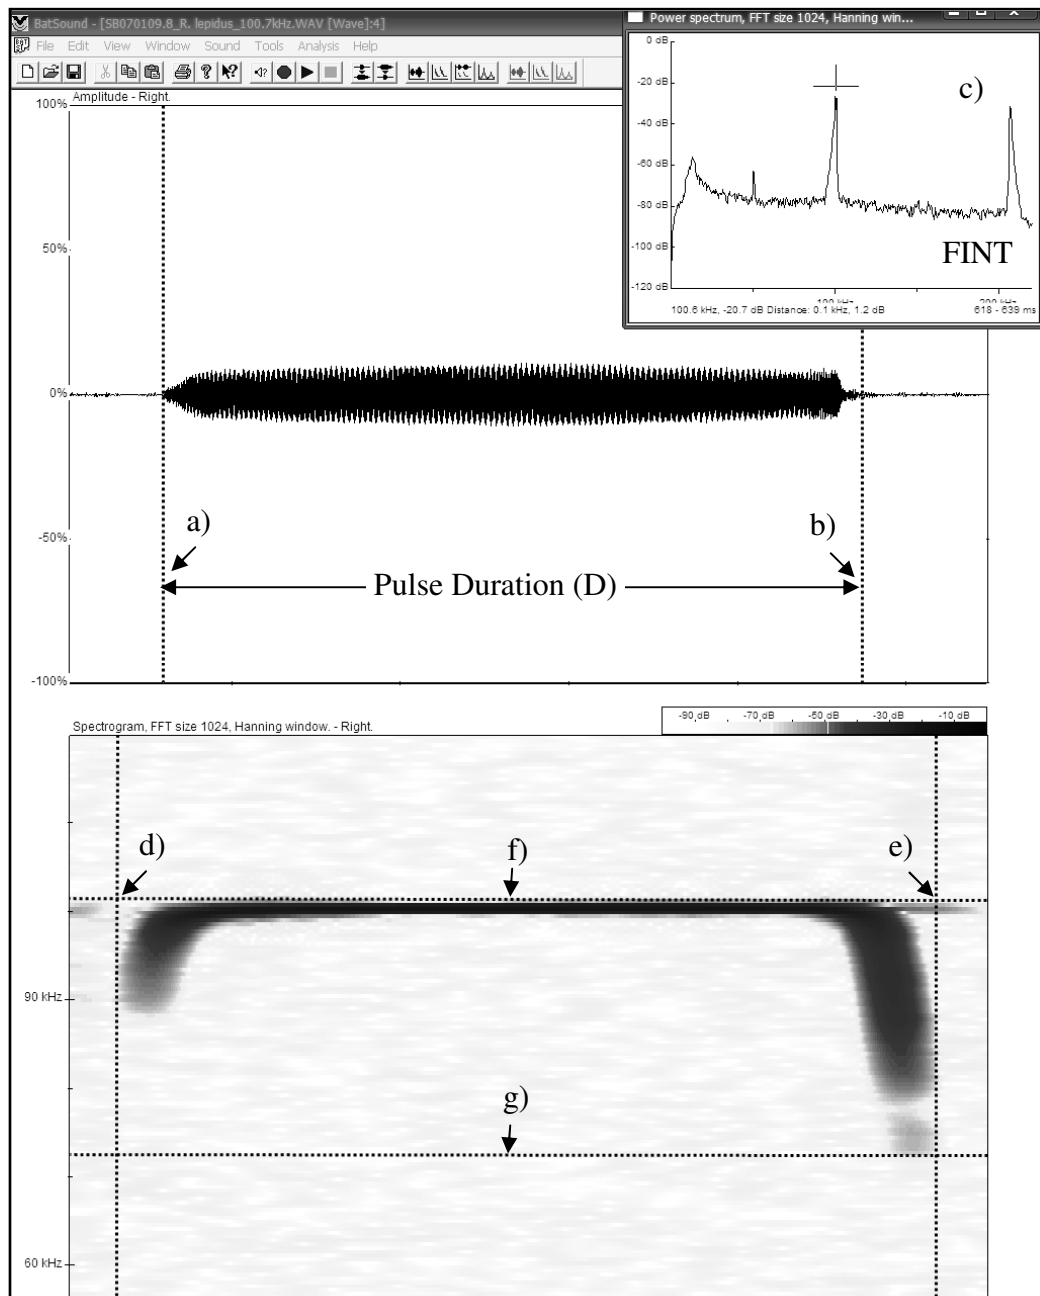 BatSound - [SB070109.8_R. lepidus_100.7kHz.WAV [Wave]:4]
File Edit View Window Sound Tools Analysis Help
Power spectrum, FFT size 1024, Hanning win...
0 dB
-20 dB
-40 dB
-60 dB
-80 dB
-100 dB
-120 dB
c)
FINT
100 kHz
200 kHz
100.6 kHz, -20.7 dB Distance: 0.1 kHz, 1.2 dB
618 - 639 ms
Amplitude - Right.
100%
50%
0%
-50%
-100%
a)
b)
Pulse Duration (D)
Spectrogram, FFT size 1024, Hanning window. - Right.
-90 dB -70 dB -50 dB -30 dB -10 dB
d)
f)
e)
90 kHz
g)
60 kHz